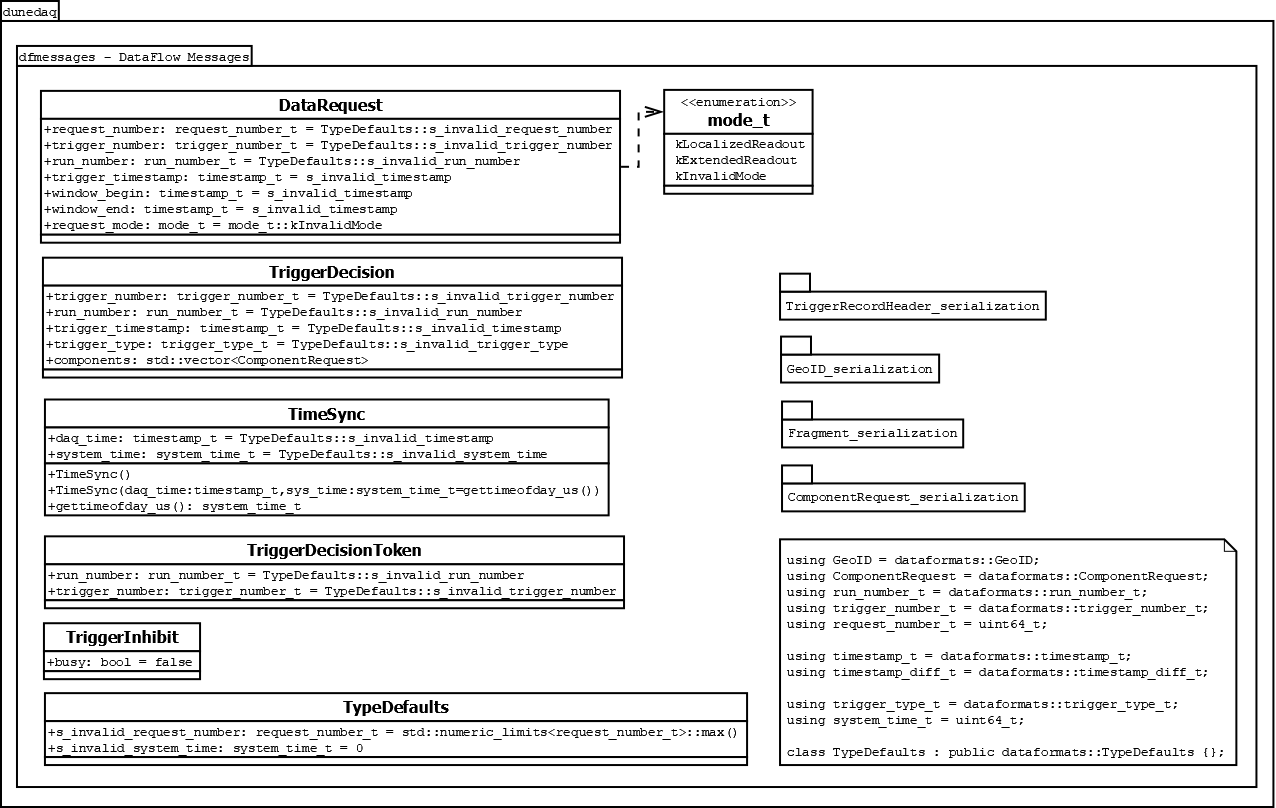 dunedaq
dfmessages - DataFlow Messages
DataRequest
+request_number: request_number_t = TypeDefaults::s_invalid_request_number
+trigger_number: trigger_number_t = TypeDefaults::s_invalid_trigger_number
+run_number: run_number_t = TypeDefaults::s_invalid_run_number
+trigger_timestamp: timestamp_t = s_invalid_timestamp
+window_begin: timestamp_t = s_invalid_timestamp
+window_end: timestamp_t = s_invalid_timestamp
+request_mode: mode_t = mode_t::kInvalidMode
<<enumeration>>
mode_t
kLocalizedReadout
kExtendedReadout
kInvalidMode
TriggerDecision
+trigger_number: trigger_number_t = TypeDefaults::s_invalid_trigger_number
+run_number: run_number_t = TypeDefaults::s_invalid_run_number
+trigger_timestamp: timestamp_t = TypeDefaults::s_invalid_timestamp
+trigger_type: trigger_type_t = TypeDefaults::s_invalid_trigger_type
+components: std::vector<ComponentRequest>
TimeSync
+daq_time: timestamp_t = TypeDefaults::s_invalid_timestamp
+system_time: system_time_t = TypeDefaults::s_invalid_system_time
+TimeSync()
+TimeSync(daq_time:timestamp_t,sys_time:system_time_t=gettimeofday_us())
+gettimeofday_us(): system_time_t
TriggerDecisionToken
+run_number: run_number_t = TypeDefaults::s_invalid_run_number
+trigger_number: trigger_number_t = TypeDefaults::s_invalid_trigger_number
TriggerInhibit
+busy: bool = false
TypeDefaults
+s_invalid_request_number: request_number_t = std::numeric_limits<request_number_t>::max()
+s_invalid_system_time: system_time_t = 0
TriggerRecordHeader_serialization
GeoID_serialization
Fragment_serialization
ComponentRequest_serialization
using GeoID = dataformats::GeoID;
using ComponentRequest = dataformats::ComponentRequest;
using run_number_t = dataformats::run_number_t;
using trigger_number_t = dataformats::trigger_number_t;
using request_number_t = uint64_t;
using timestamp_t = dataformats::timestamp_t;
using timestamp_diff_t = dataformats::timestamp_diff_t;
using trigger_type_t = dataformats::trigger_type_t;
using system_time_t = uint64_t;
class TypeDefaults : public dataformats::TypeDefaults {};